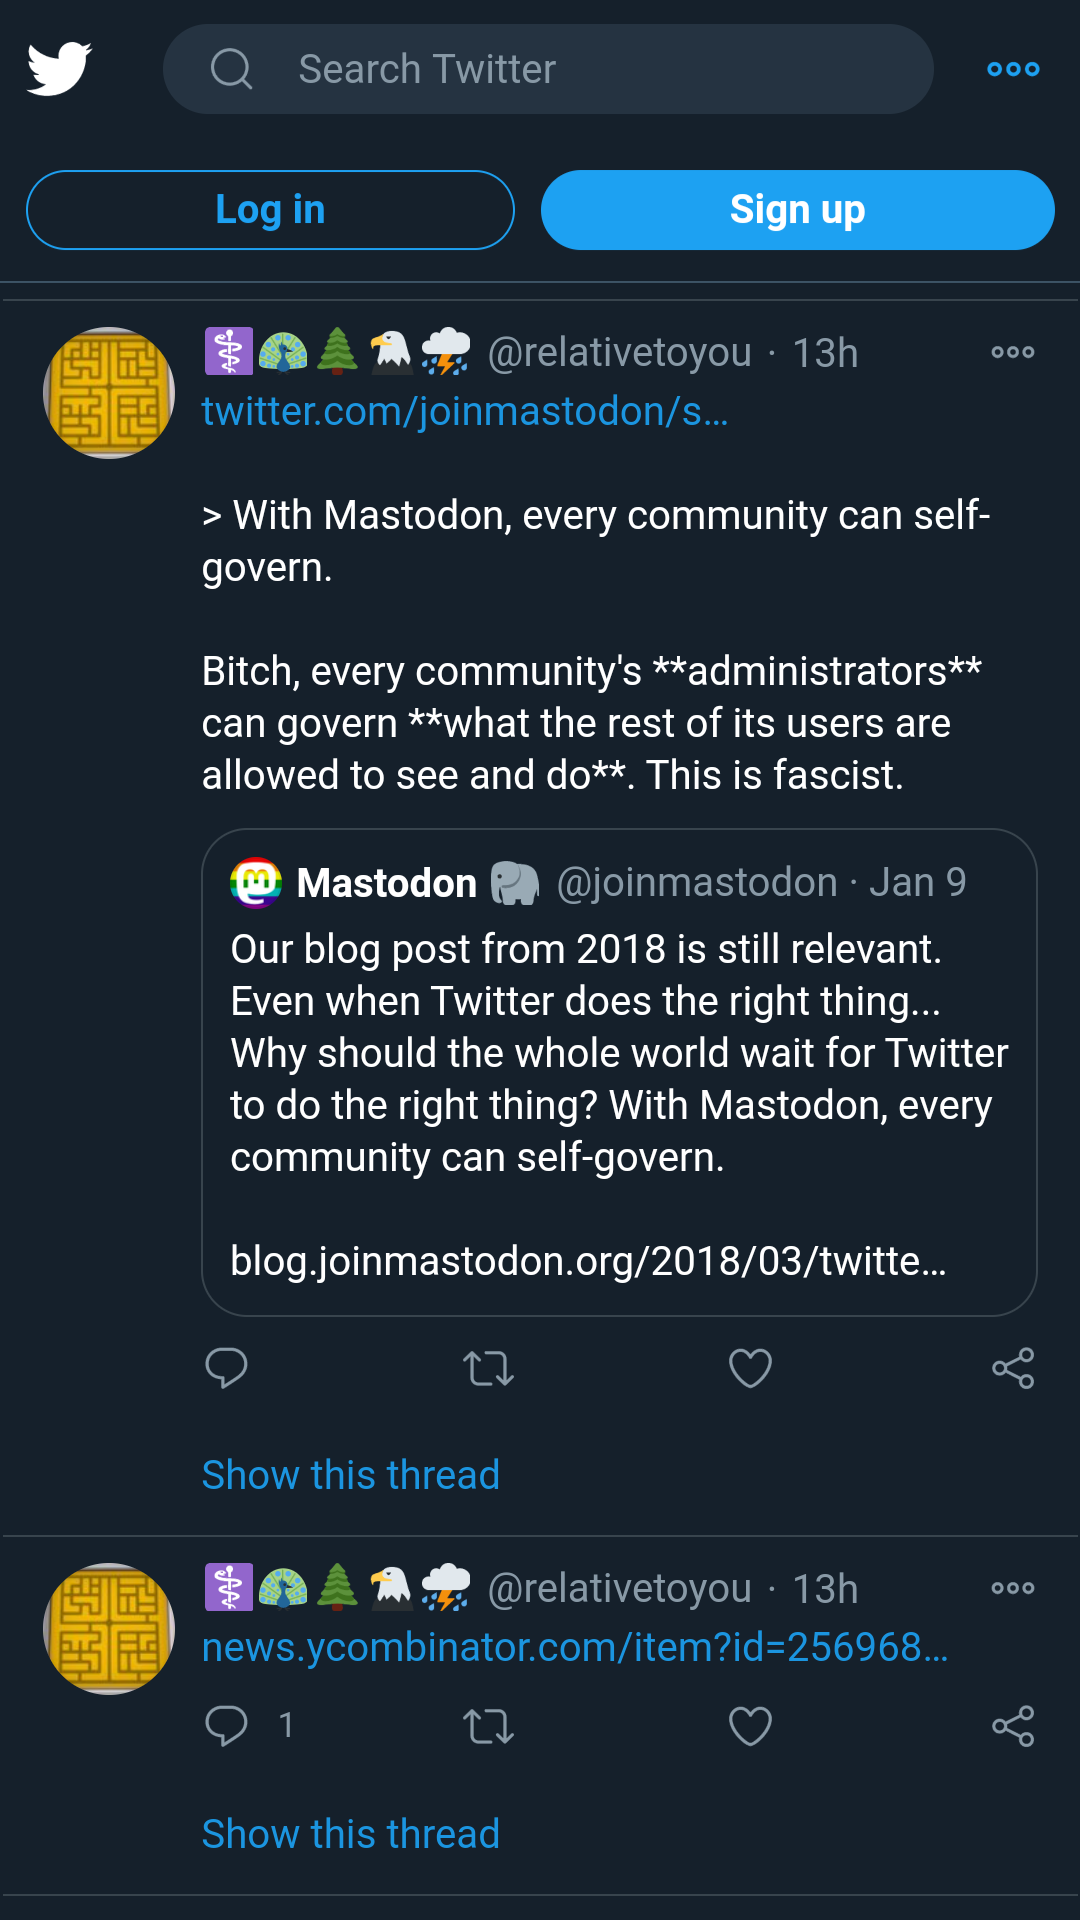 Search Twitter
Log in
Sign up
@relativetoyou · 13h
twitter.com/joinmastodon/s...
> With Mastodon, every community can self-
govern.
Bitch, every community's **administrators**
can govern **what the rest of its users are
allowed to see and do**. This is fascist.
Mastodon 🐘 @joinmastodon · Jan 9
Our blog post from 2018 is still relevant.
Even when Twitter does the right thing...
Why should the whole world wait for Twitter
to do the right thing? With Mastodon, every
community can self-govern.
blog.joinmastodon.org/2018/03/twitte...
Show this thread
@relativetoyou · 13h
news.ycombinator.com/item?id=256968...
1
Show this thread